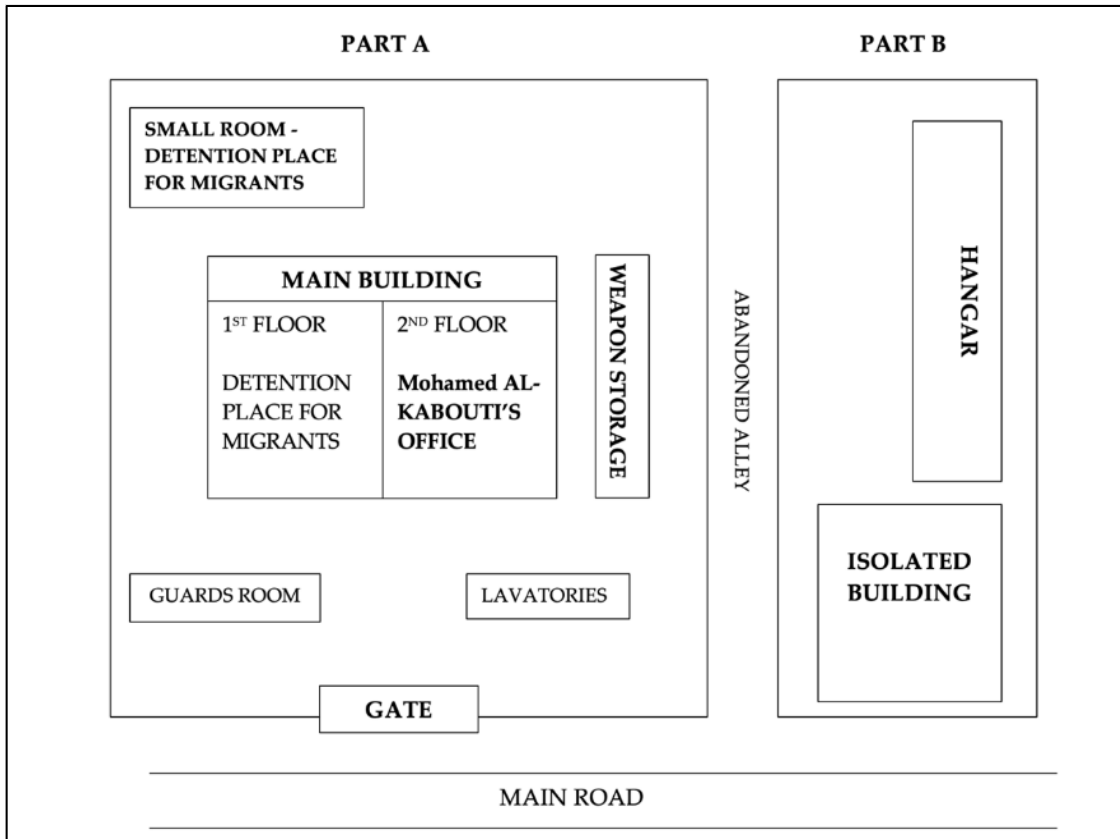 PART A
PART B
SMALL ROOM -
DETENTION PLACE
FOR MIGRANTS
MAIN BUILDING
1ST FLOOR
DETENTION
PLACE FOR
MIGRANTS
2ND FLOOR
Mohamed AL-
KABOUTI'S
OFFICE
WEAPON STORAGE
ABANDONED ALLEY
HANGAR
ISOLATED
BUILDING
GUARDS ROOM
LAVATORIES
GATE
MAIN ROAD